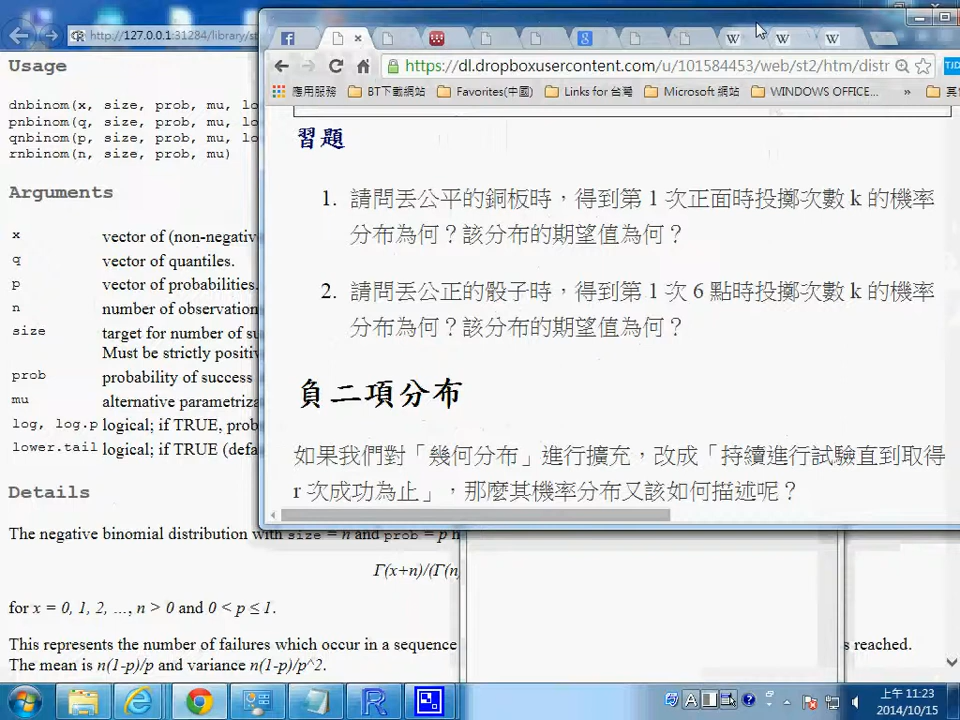 http://127.0.0.1:31284/library/st
Usage
dnbinom(x, size, prob, mu, lo
pnbinom(q, size, prob, mu, lo
qnbinom(p, size, prob, mu, lo
rnbinom(n, size, prob, mu)
Arguments
x vector of (non-negativ
q vector of quantiles.
p vector of probabilities.
n number of observation
size target for number of su
Must be strictly positiv
prob probability of success
mu alternative parametriza
log, log.p logical; if TRUE, prob
lower.tail logical; if TRUE (defa
Details
The negative binomial distribution with size = n and prob = p h
Γ(x+n)/(Γ(n
for x = 0, 1, 2, ..., n > 0 and 0 < p ≤ 1.
This represents the number of failures which occur in a sequence
s reached.
The mean is n(1-p)/p and variance n(1-p)/p^2.
https://dl.dropboxusercontent.com/u/101584453/web/st2/htm/distr
應用服務 BT下載網站 Favorites(中國) Links for 台灣 Microsoft 網站 WINDOWS OFFICE... » 其
習題
1. 請問丟公平的銅板時，得到第 1 次正面時投擲次數 k 的機率
分布為何？該分布的期望值為何？
2. 請問丟公正的骰子時，得到第 1 次 6 點時投擲次數 k 的機率
分布為何？該分布的期望值為何？
負二項分布
如果我們對「幾何分布」進行擴充，改成「持續進行試驗直到取得
r 次成功為止」，那麼其機率分布又該如何描述呢？
上午 11:23
2014/10/15